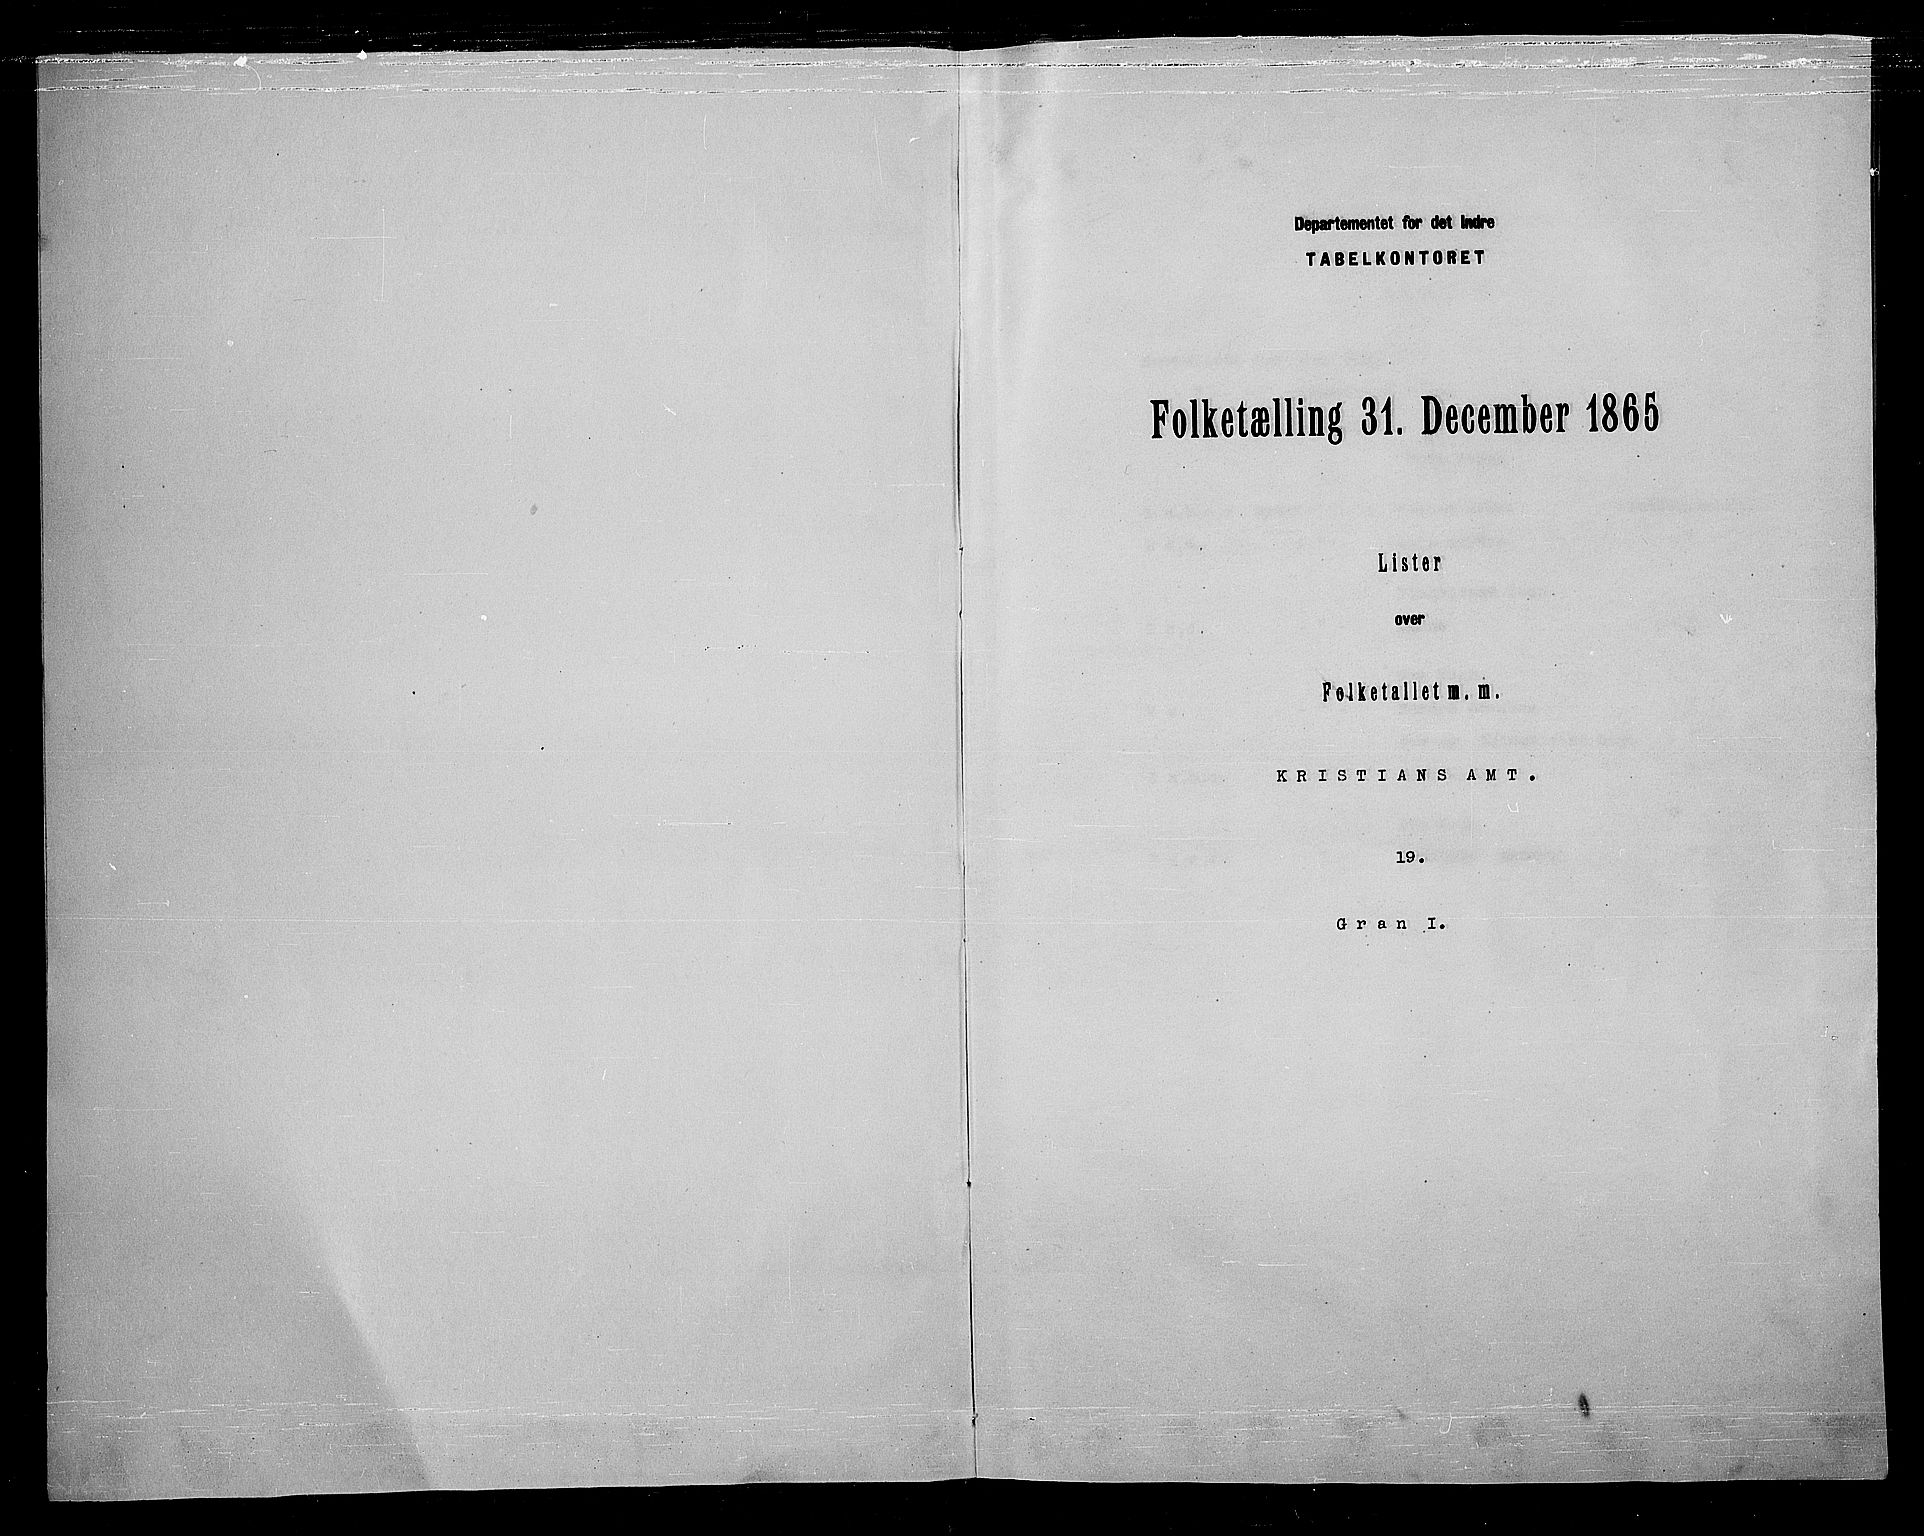 Departementet for det Indre
TABELKONTORET
Folketælling 31. December 1865
Lister
over
Folketallet m. m.
KRISTIANS AMT.
19.
Gran I.